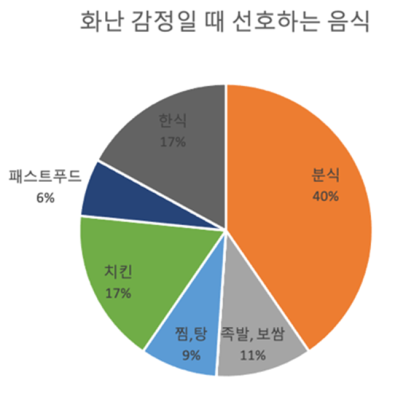 화난 감정일 때 선호하는 음식
한식
17%
분식
40%
패스트푸드
6%
치킨
17%
찜,탕
9%
족발, 보쌈
11%